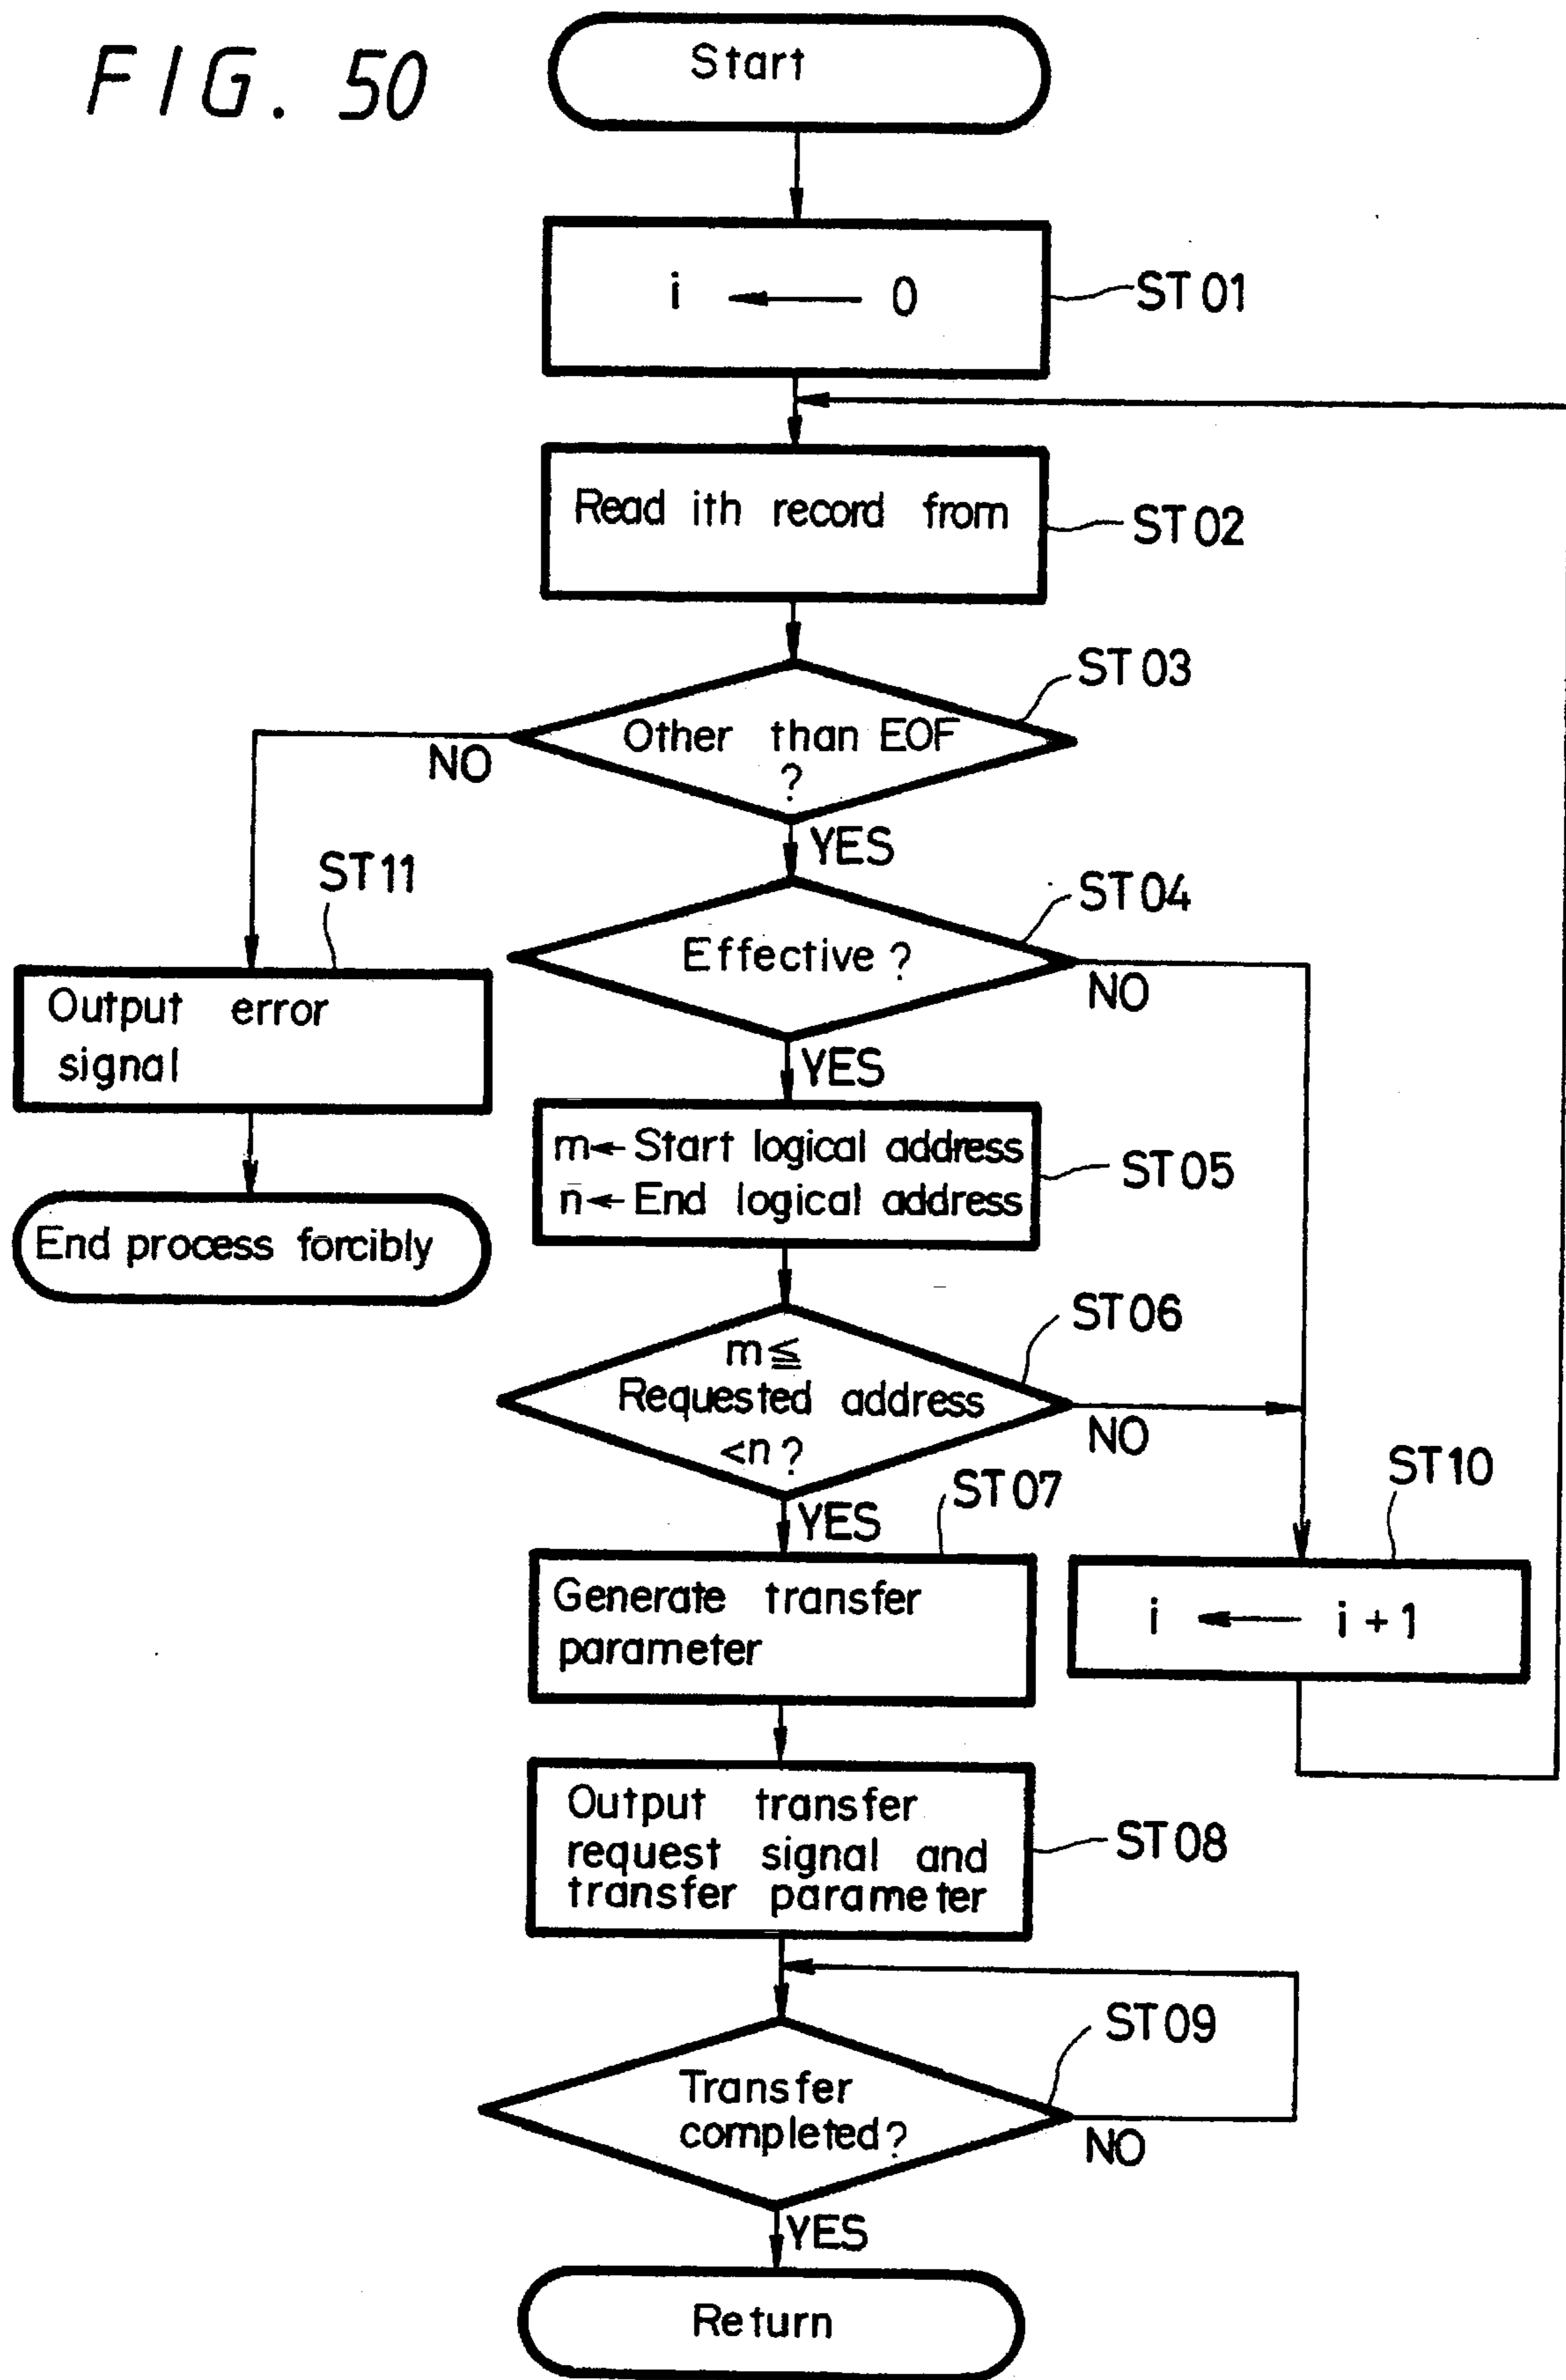 FIG. 50
Start
i ← 0
ST01
Read ith record from
ST02
ST03
Other than EOF
?
NO
YES
ST11
ST04
Effective ?
NO
Output error
signal
YES
m← Start logical address
n← End logical address
ST05
End process forcibly
ST06
m≦
Requested address
<n ?
NO
YES
ST07
ST10
Generate transfer
parameter
i ← i + 1
Output transfer
request signal and
transfer parameter
ST08
ST09
Transfer
completed ?
NO
YES
Return